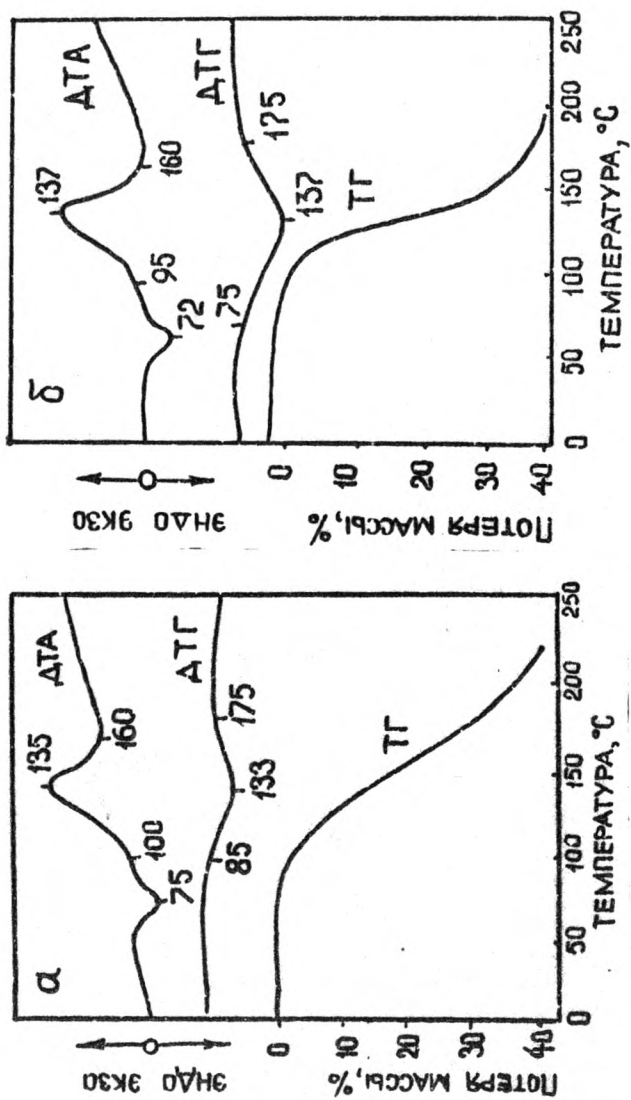 а
ЭНДО ЭКЗО
О
ДТА
75
100
135
160
ДТГ
85
133
175
ТГ
ПОТЕРЯ МАССЫ,%
0
10
20
30
40
0
50
100
150
200
250
ТЕМПЕРАТУРА,°С
б
ЭНДО ЭКЗО
О
ДТА
72
95
137
160
ДТГ
75
137
175
ТГ
ПОТЕРЯ МАССЫ,%
0
10
20
30
40
0
50
100
150
200
250
ТЕМПЕРАТУРА,°С